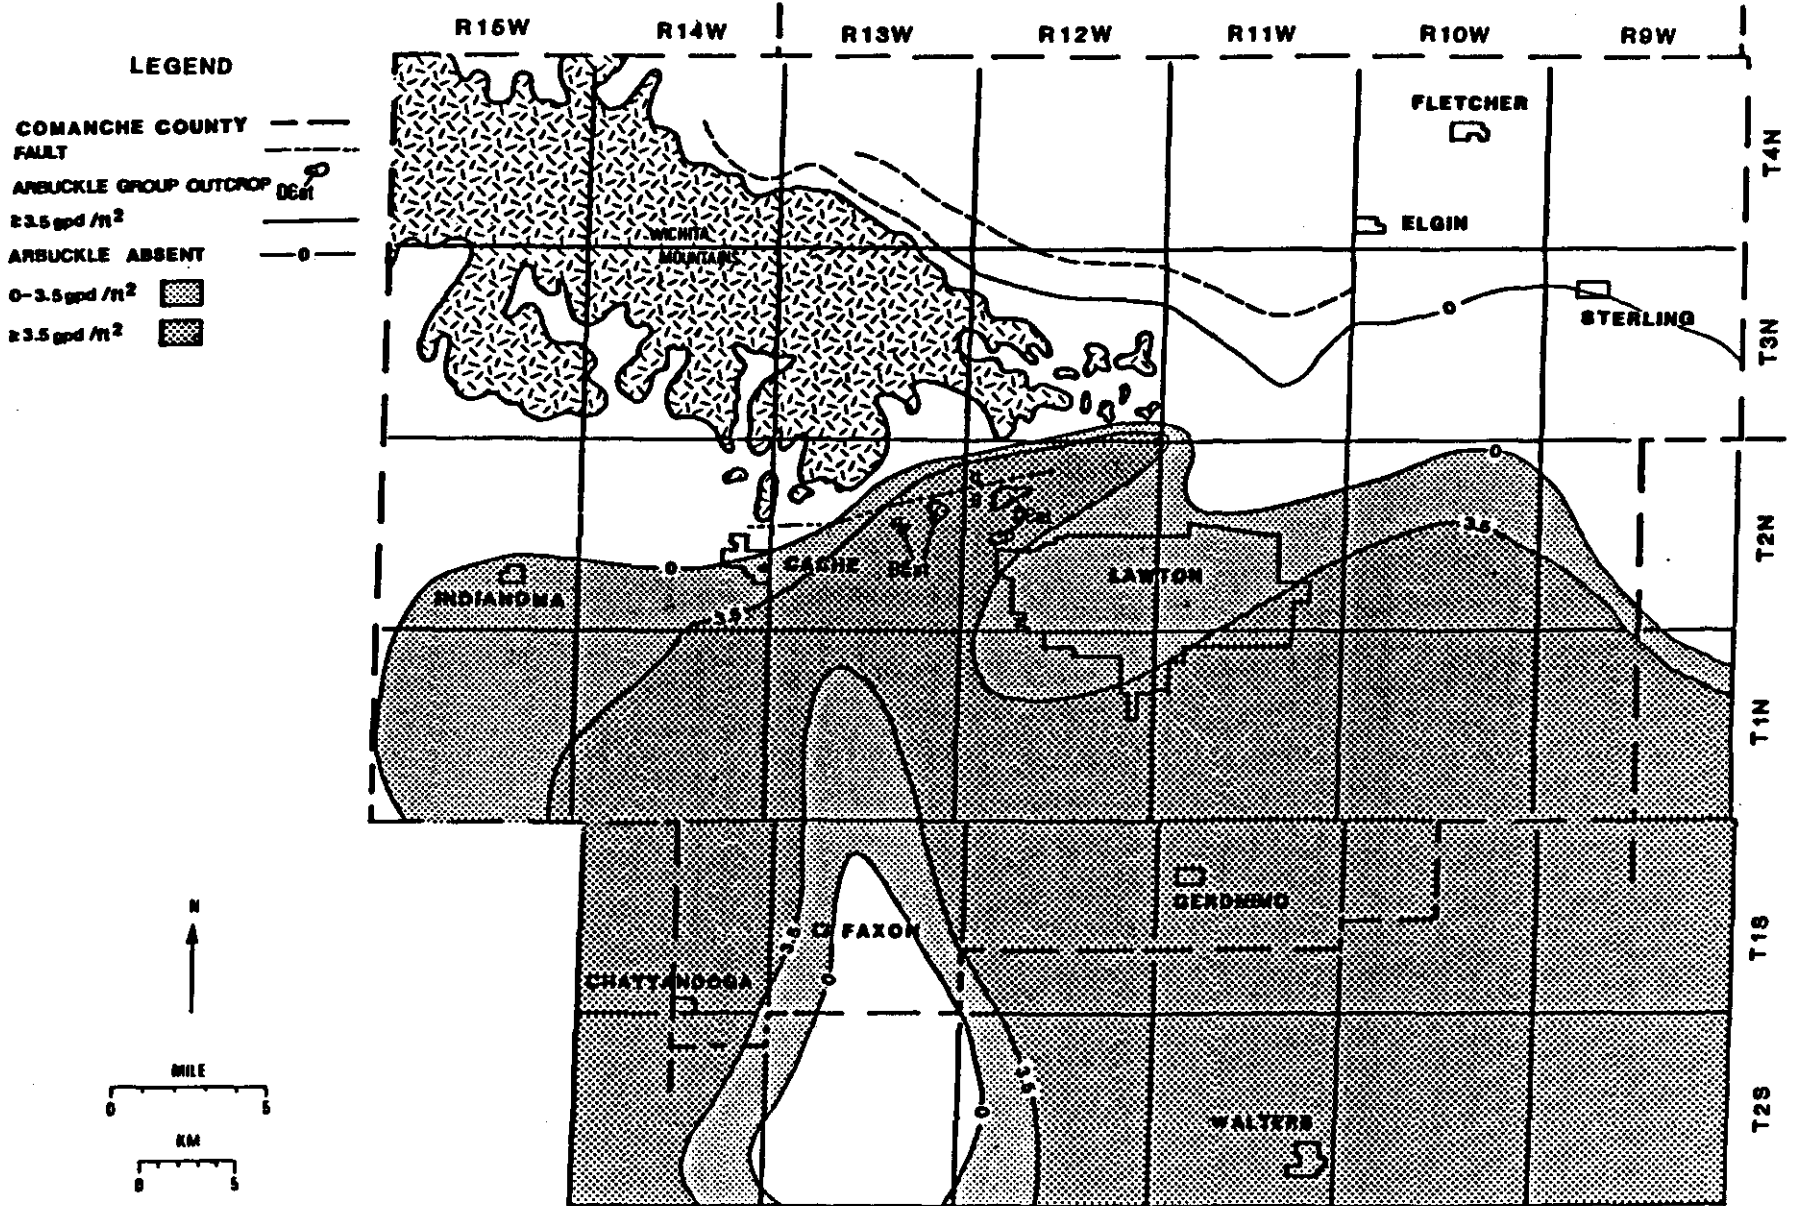 R15W R14W R13W R12W R11W R10W R9W
LEGEND
COMANCHE COUNTY
FAULT
ARBUCKLE GROUP OUTCROP
≥3.5 gpd/ft²
ARBUCKLE ABSENT —0—
0-3.5 gpd/ft²
≥3.5 gpd/ft²
FLETCHER
T4N
ELGIN
WICHITA
MOUNTAINS
0
STERLING
T3N
0
3.5
T2N
CACHE
LAWTON
0
INDIAHOMA
3.5
T1N
GERONIMO
3.5
FAXON
T1S
CHATTANOOGA
0
N
MILE
0 5
KM
0 5
3.5
0
WALTERS
T2S